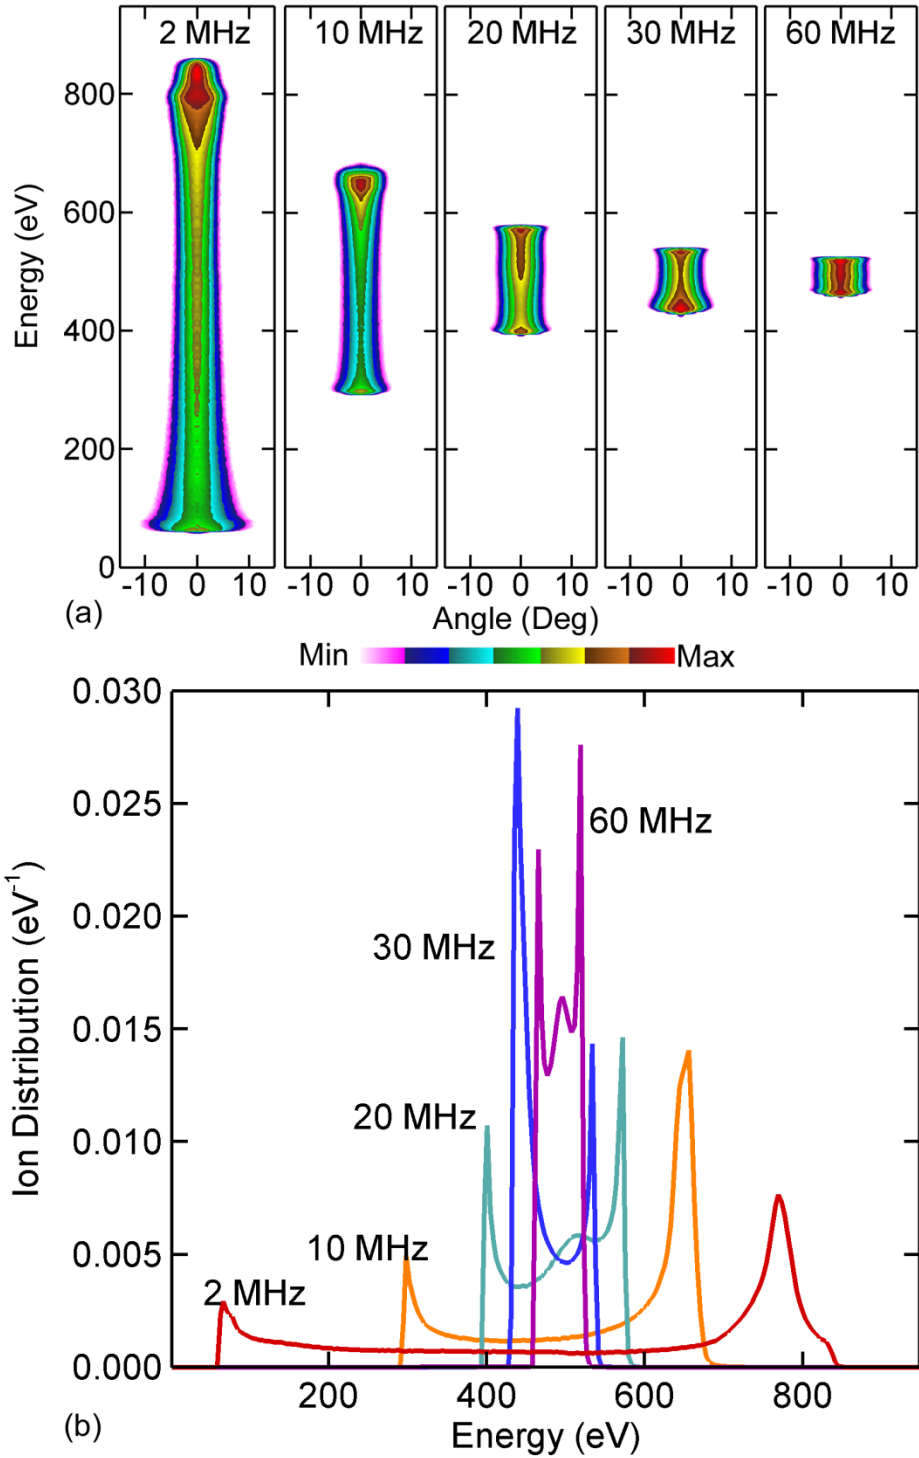 2 MHz 10 MHz 20 MHz 30 MHz 60 MHz
800
600
400
200
0
Energy (eV)
-10 0 10 -10 0 10 -10 0 10 -10 0 10 -10 0 10
(a) Angle (Deg)
Min Max
0.030
0.025
60 MHz
0.020
30 MHz
0.015
20 MHz
0.010
10 MHz
0.005
2 MHz
0.000
Ion Distribution (eV⁻¹)
200 400 600 800
(b) Energy (eV)